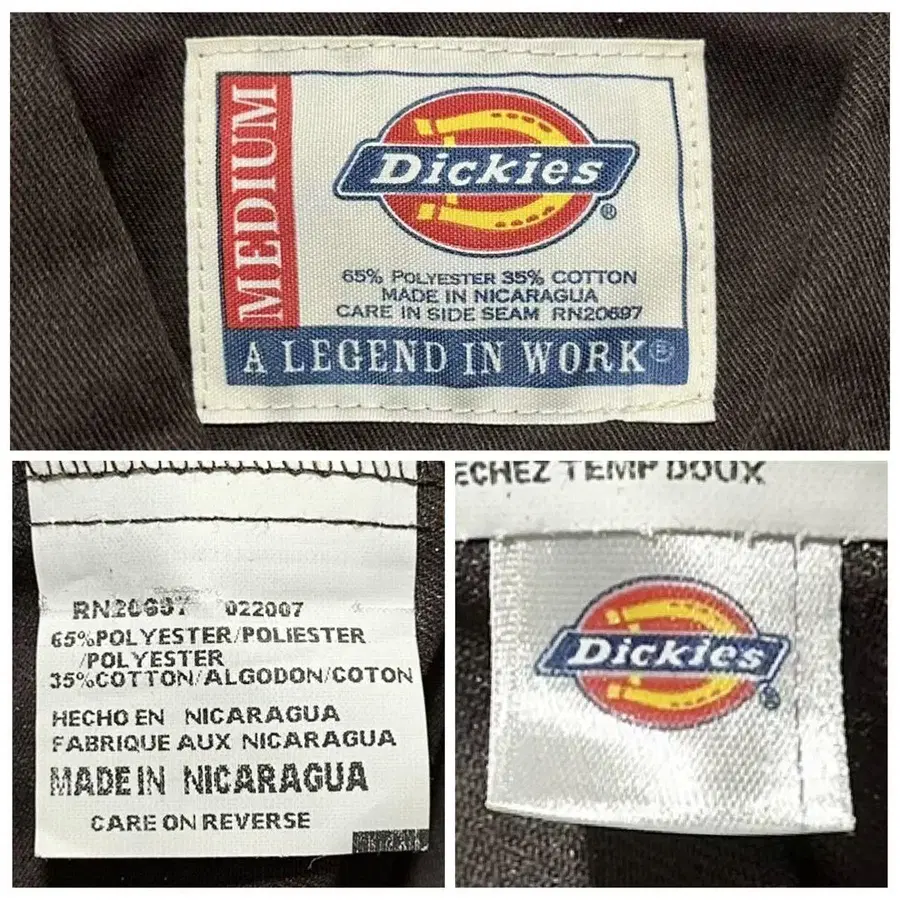 MEDIUM
Dickies
®
65% POLYESTER 35% COTTON
MADE IN NICARAGUA
CARE IN SIDE SEAM RN20697
A LEGEND IN WORK®
RN20697 022007
65%POLYESTER/POLIESTER
/POLYESTER
35%COTTON/ALGODON/COTON
HECHO EN NICARAGUA
FABRIQUE AUX NICARAGUA
MADE IN NICARAGUA
CARE ON REVERSE
ECHEZ TEMP DOUX
Dickies
®